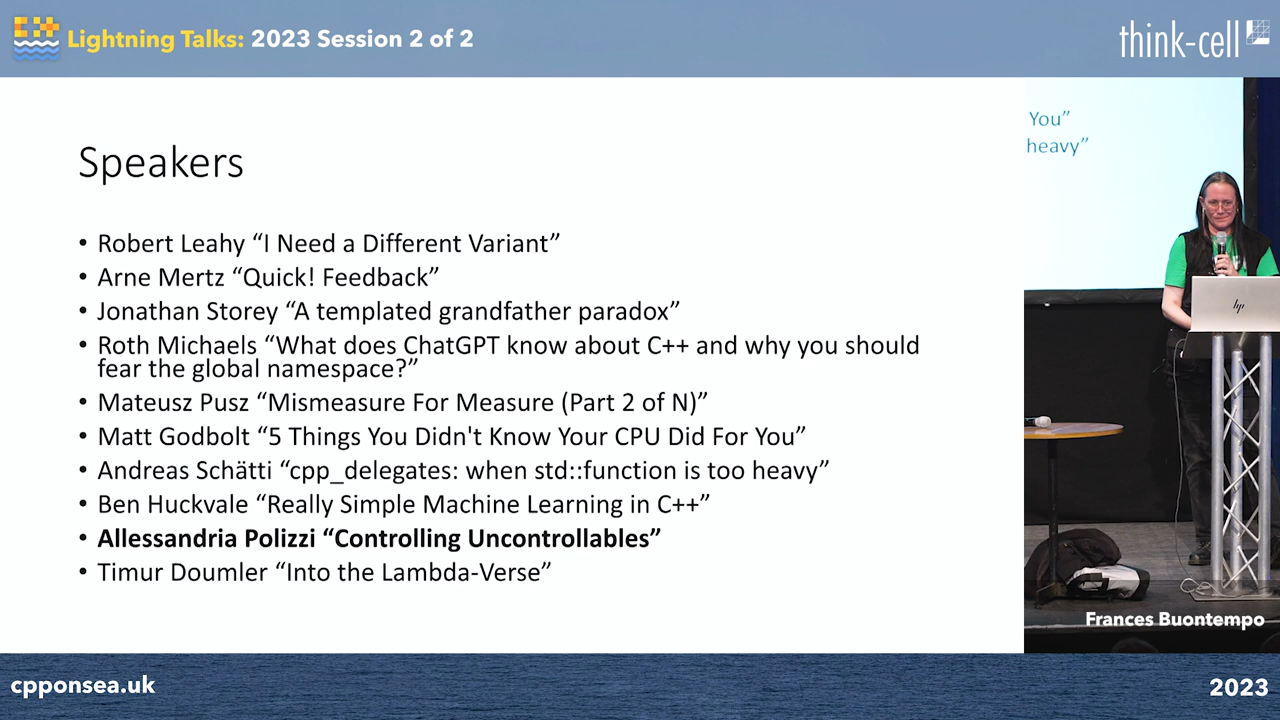 Lightning Talks: 2023 Session 2 of 2
think-cell
Speakers
• Robert Leahy “I Need a Different Variant”
• Arne Mertz “Quick! Feedback”
• Jonathan Storey “A templated grandfather paradox”
• Roth Michaels “What does ChatGPT know about C++ and why you should
fear the global namespace?”
• Mateusz Pusz “Mismeasure For Measure (Part 2 of N)”
• Matt Godbolt “5 Things You Didn't Know Your CPU Did For You”
• Andreas Schätti “cpp_delegates: when std::function is too heavy”
• Ben Huckvale “Really Simple Machine Learning in C++”
• Allessandria Polizzi “Controlling Uncontrollables”
• Timur Doumler “Into the Lambda-Verse”
You”
heavy”
hp
Frances Buontempo
cpponsea.uk
2023